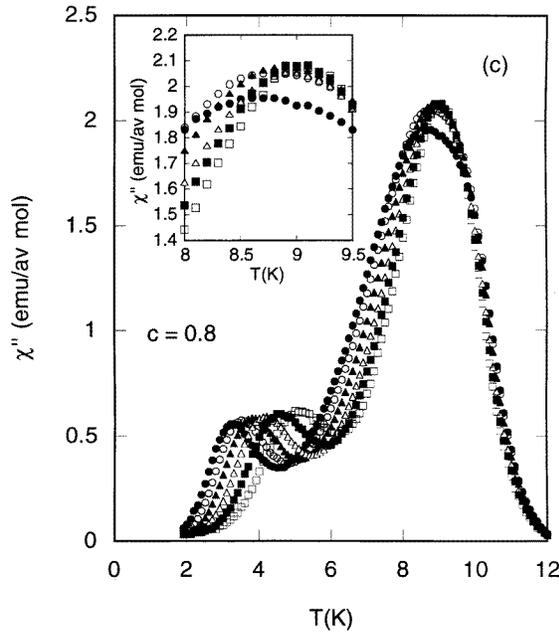 2.5
2
1.5
1
0.5
0
χ" (emu/av mol)
0 2 4 6 8 10 12
T(K)
(c)
c = 0.8
2.2
2.1
2
1.9
1.8
1.7
1.6
1.5
1.4
χ" (emu/av mol)
8 8.5 9 9.5
T(K)